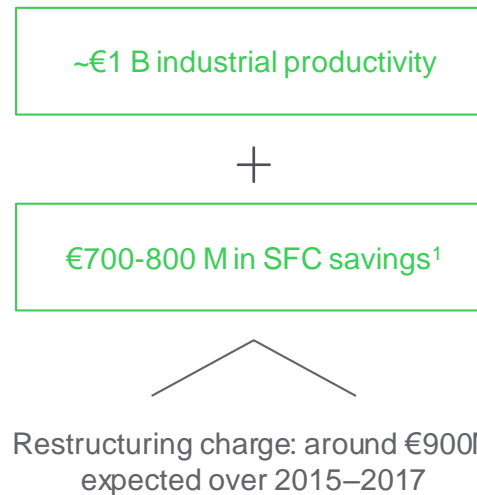 ~€1 B industrial productivity
+
€700-800 M in SFC savings¹
Restructuring charge: around €900
expected over 2015–2017